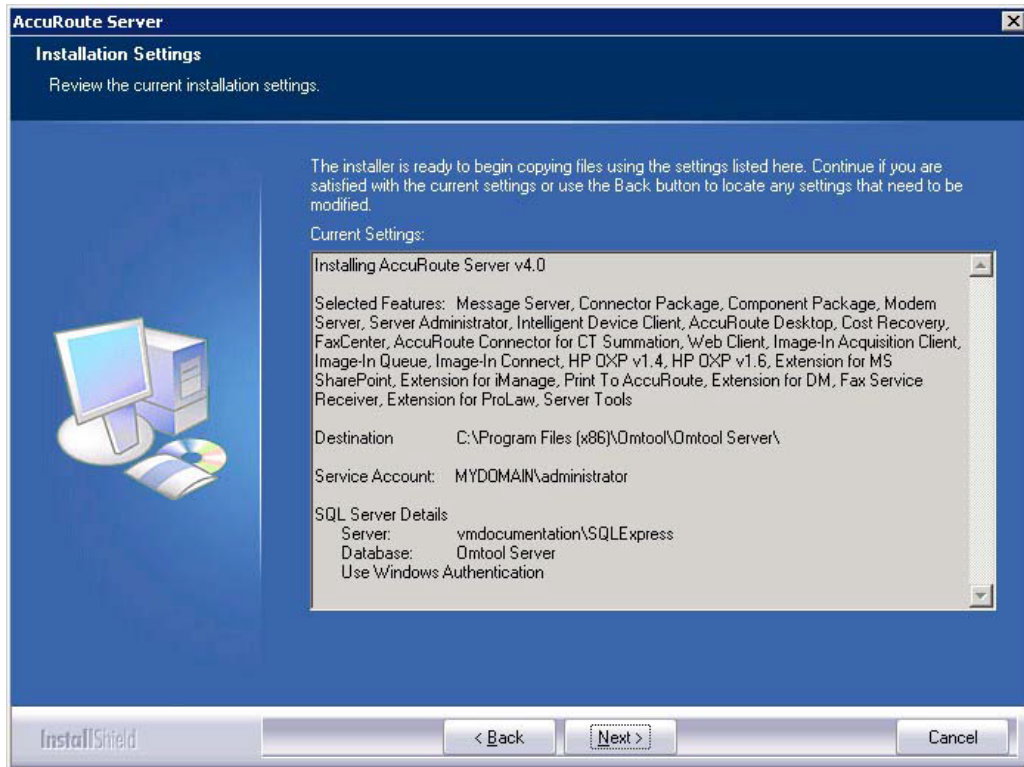 AccuRoute Server
Installation Settings
Review the current installation settings.
The installer is ready to begin copying files using the settings listed here. Continue if you are
satisfied with the current settings or use the Back button to locate any settings that need to be
modified.
Current Settings:
Installing AccuRoute Server v4.0
Selected Features: Message Server, Connector Package, Component Package, Modem
Server, Server Administrator, Intelligent Device Client, AccuRoute Desktop, Cost Recovery,
FaxCenter, AccuRoute Connector for CT Summation, Web Client, Image-In Acquisition Client,
Image-In Queue, Image-In Connect, HP OXP v1.4, HP OXP v1.6, Extension for MS
SharePoint, Extension for iManage, Print To AccuRoute, Extension for DM, Fax Service
Receiver, Extension for ProLaw, Server Tools
Destination C:\Program Files (x86)\Omtool\Omtool Server\
Service Account: MYDOMAIN\administrator
SQL Server Details
Server: vmdocumentation\SQLExpress
Database: Omtool Server
Use Windows Authentication
InstallShield
< Back
Next >
Cancel